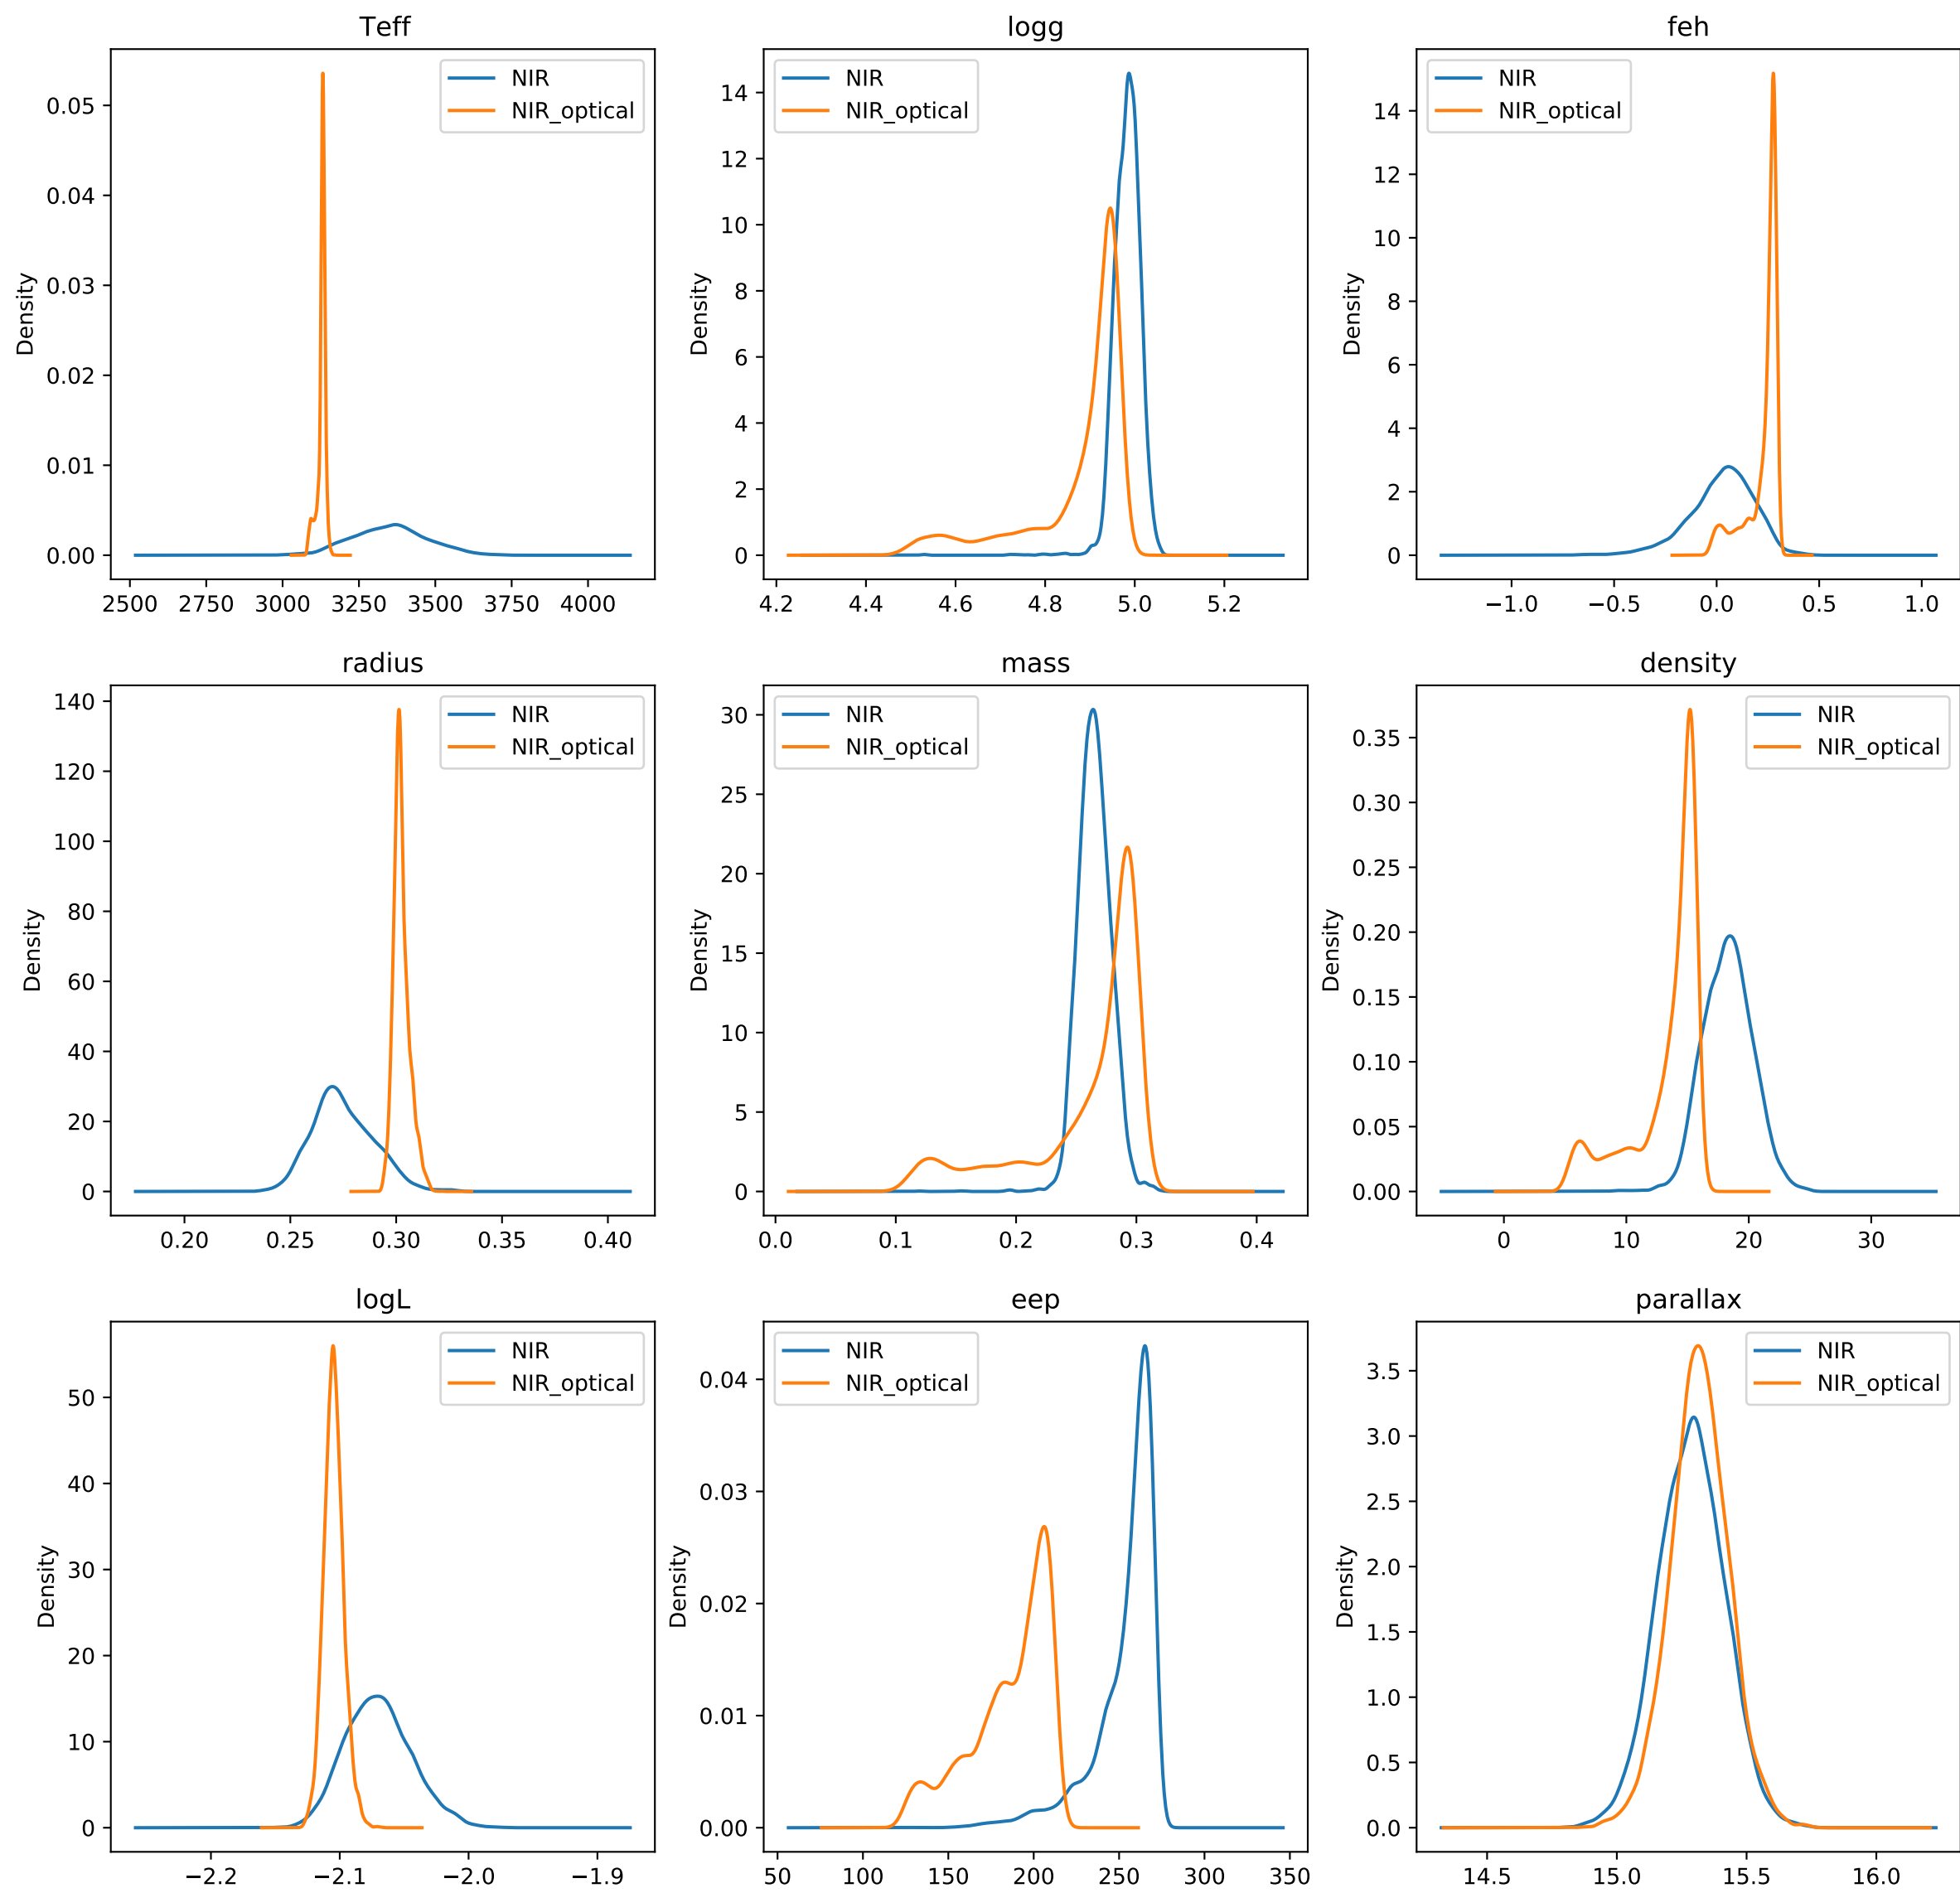 Teff
NIR
NIR_optical
Density
0.05
0.04
0.03
0.02
0.01
0.00
2500 2750 3000 3250 3500 3750 4000
logg
NIR
NIR_optical
Density
14
12
10
8
6
4
2
0
4.2 4.4 4.6 4.8 5.0 5.2
feh
NIR
NIR_optical
Density
14
12
10
8
6
4
2
0
−1.0 −0.5 0.0 0.5 1.0
radius
NIR
NIR_optical
Density
140
120
100
80
60
40
20
0
0.20 0.25 0.30 0.35 0.40
mass
NIR
NIR_optical
Density
30
25
20
15
10
5
0
0.0 0.1 0.2 0.3 0.4
density
NIR
NIR_optical
Density
0.35
0.30
0.25
0.20
0.15
0.10
0.05
0.00
0 10 20 30
logL
NIR
NIR_optical
Density
50
40
30
20
10
0
−2.2 −2.1 −2.0 −1.9
eep
NIR
NIR_optical
Density
0.04
0.03
0.02
0.01
0.00
50 100 150 200 250 300 350
parallax
NIR
NIR_optical
Density
3.5
3.0
2.5
2.0
1.5
1.0
0.5
0.0
14.5 15.0 15.5 16.0